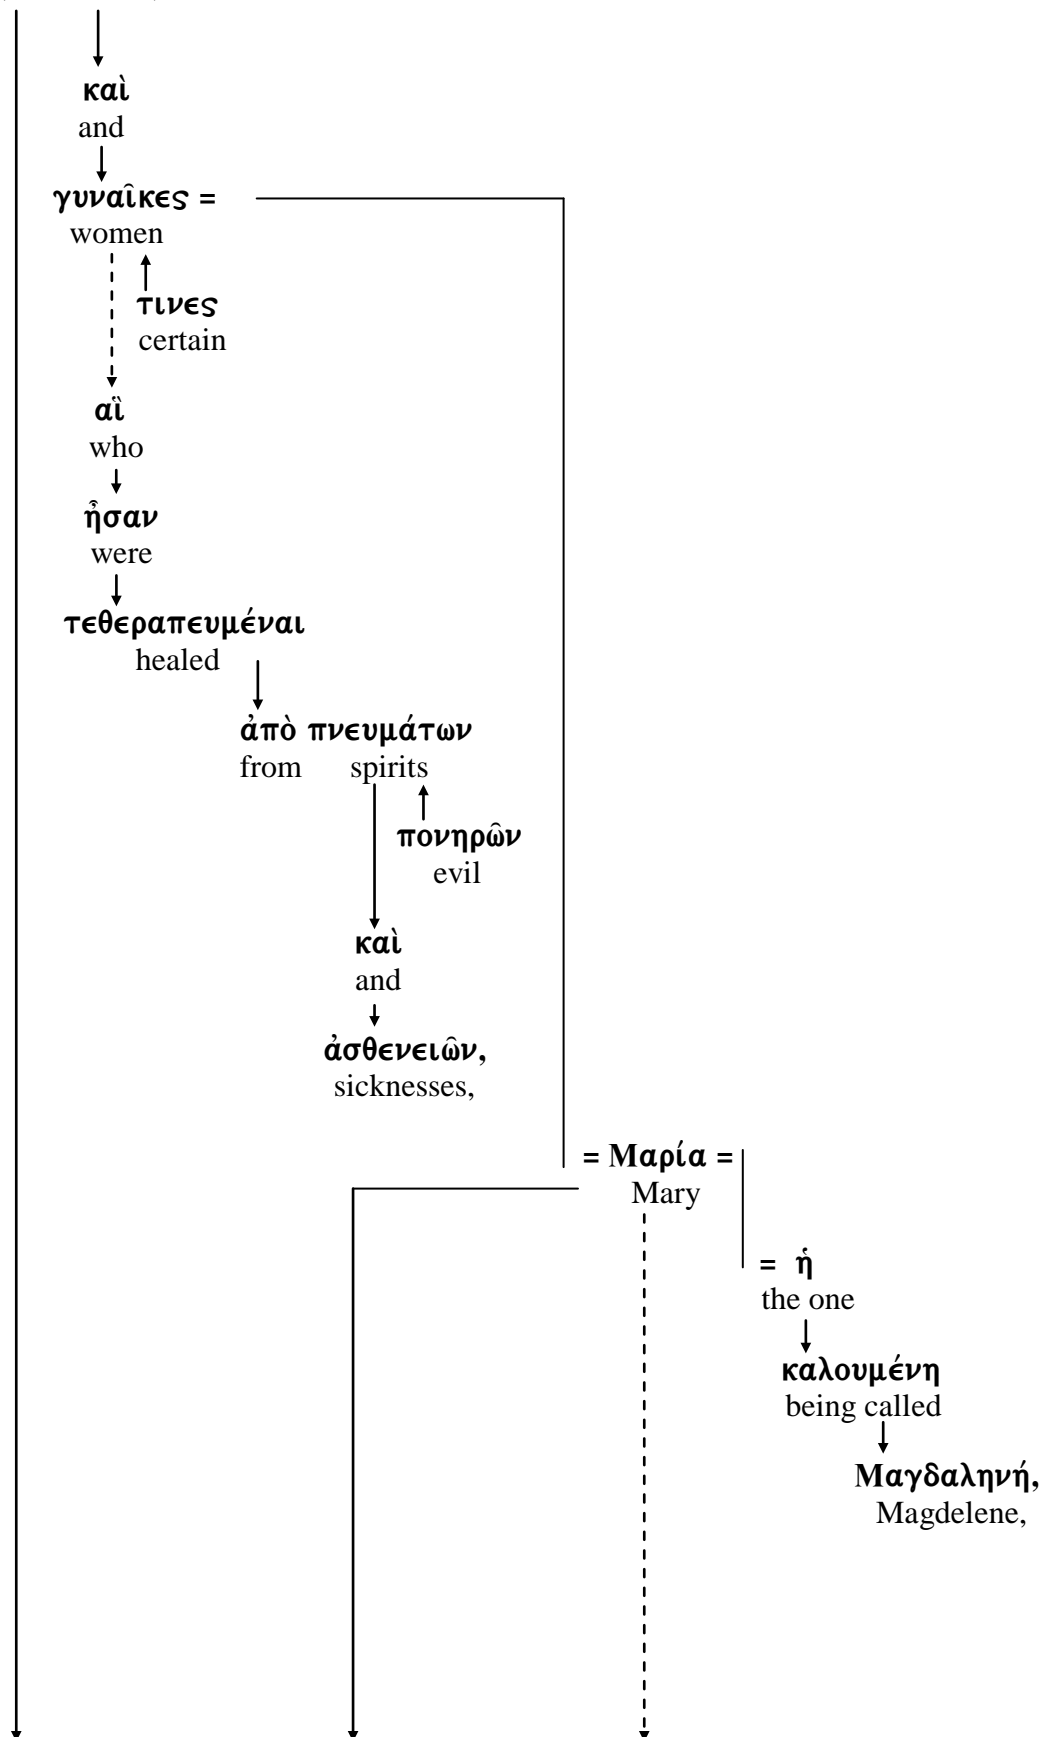 καὶ
and
γυναῖκες =
women
τινες
certain
αἳ
who
ἦσαν
were
τεθεραπευμέναι
healed
ἀπὸ πνευμάτων
from spirits
πονηρῶν
evil
καὶ
and
ἀσθενειῶν,
sicknesses,
= Μαρία =
Mary
= ἡ
the one
καλουμένη
being called
Μαγδαληνή,
Magdelene,